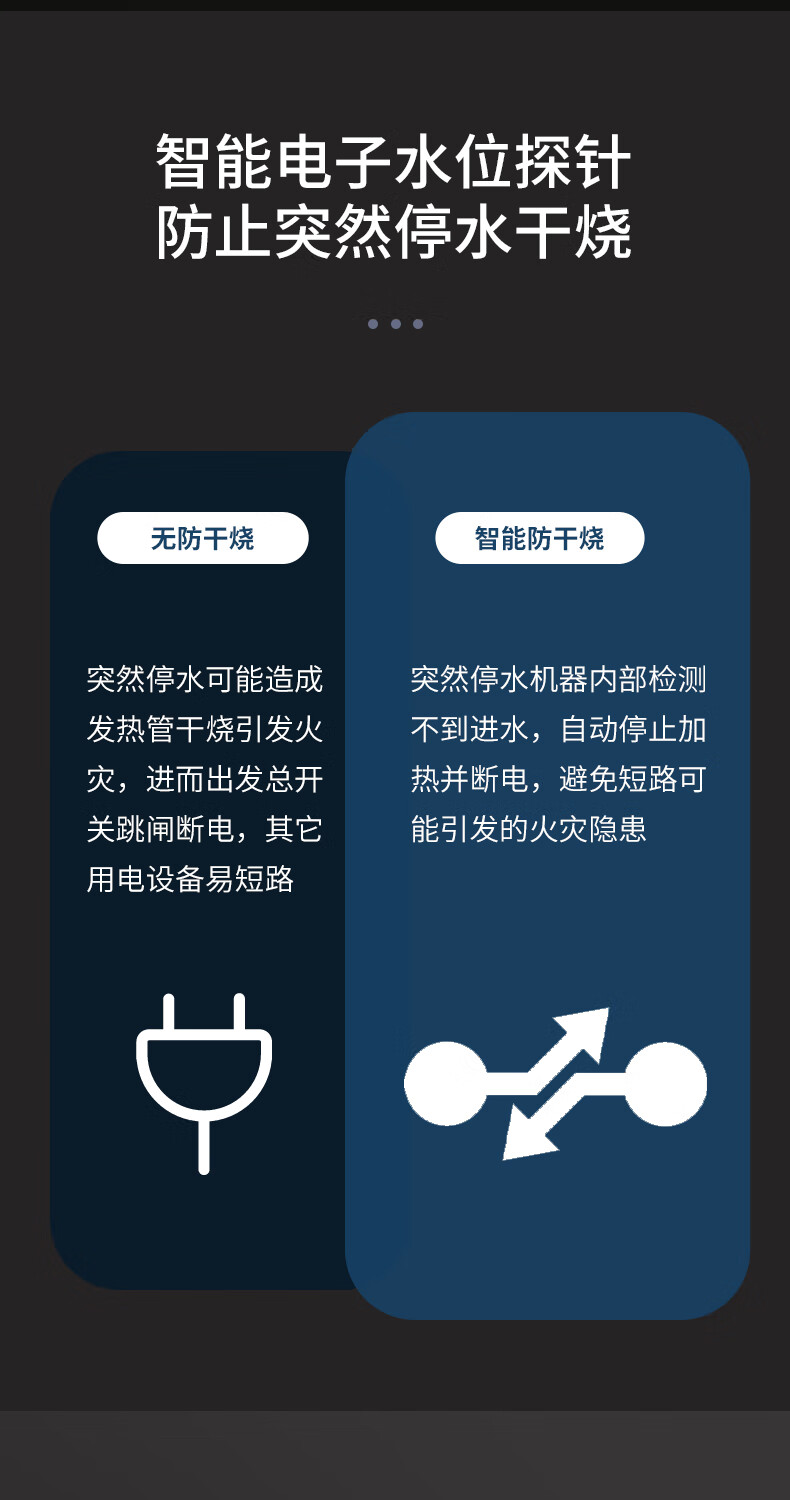 智能电子水位探针
防止突然停水干烧
无防干烧
突然停水可能造成
发热管干烧引发火
灾，进而出发总开
关跳闸断电，其它
用电设备易短路
智能防干烧
突然停水机器内部检测
不到进水，自动停止加
热并断电，避免短路可
能引发的火灾隐患